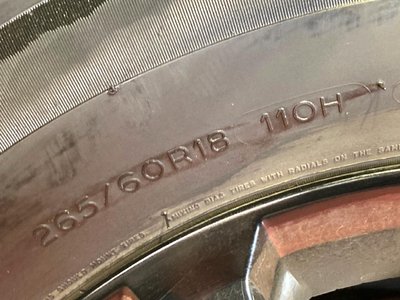 265/60R18 110H
MIXING BIAS TIRES WITH RADIALS ON THE SAME